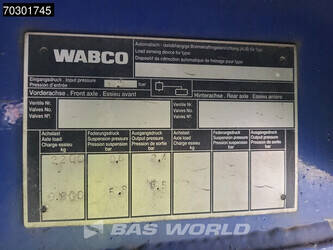 70301745
WABCO
Automatisch - lastabhängige Bremskrafregeleinrichtung (ALB) für Typ
Load sensing device for type
Dispositif de correction automatique de freinage pour type
Eingangsdruck , Input pressure
Pression d'entrée
bar
Vorderachse . Front axle . Essieu avant
Hinterachse . Rear axle . Essieu arrière
Ventile Nr.
Valves No.
Valves Nº.
Ventile Nr.
Valves No.
Valves Nº.
Achslast
Axle load
Charge essieu
kg
Federungsdruck
Pressure suspension
Pression suspension
bar
Ausgangsdruck
Output pressure
Pression de sortie
bar
Achslast
Axle load
Charge essieu
kg
Federungsdruck
Pressure suspension
Pression suspension
bar
Ausgangsdruck
Output pressure
Pression de sortie
bar
BAS WORLD